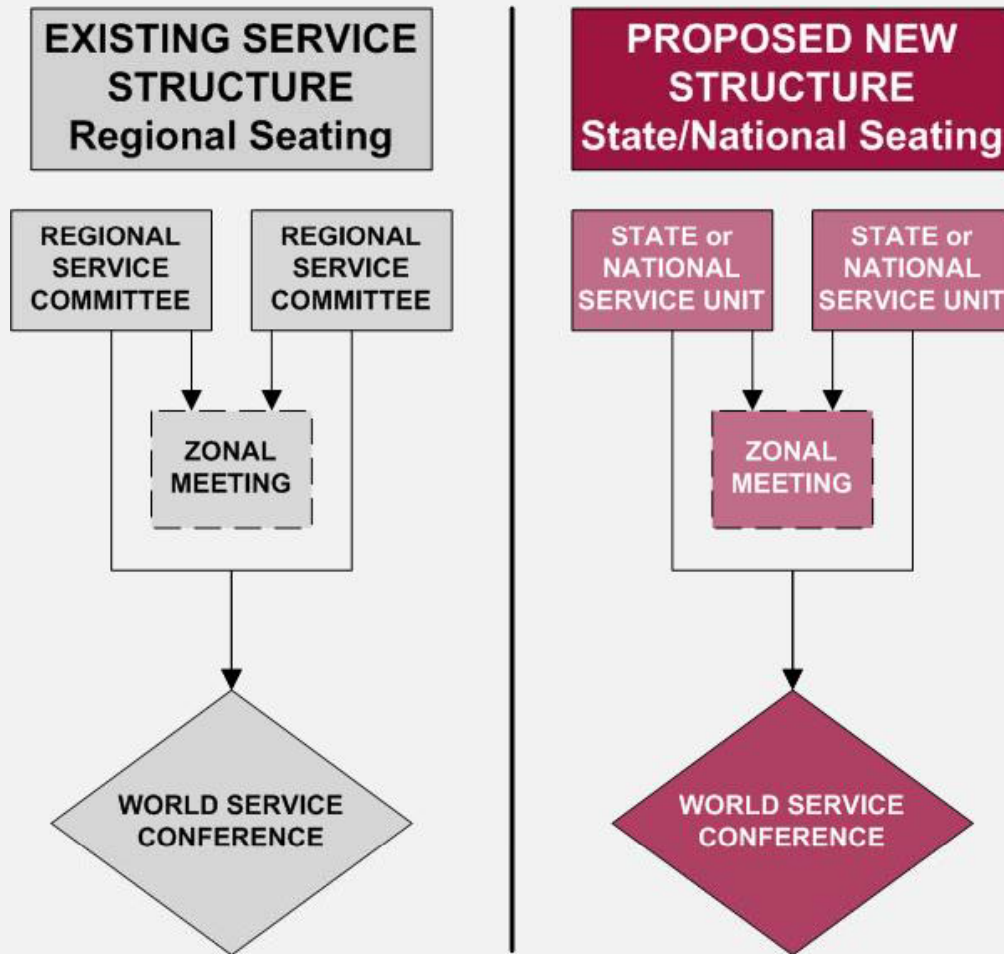 EXISTING SERVICE
STRUCTURE
Regional Seating
REGIONAL
SERVICE
COMMITTEE
REGIONAL
SERVICE
COMMITTEE
ZONAL
MEETING
WORLD SERVICE
CONFERENCE
PROPOSED NEW
STRUCTURE
State/National Seating
STATE or
NATIONAL
SERVICE UNIT
STATE or
NATIONAL
SERVICE UNIT
ZONAL
MEETING
WORLD SERVICE
CONFERENCE